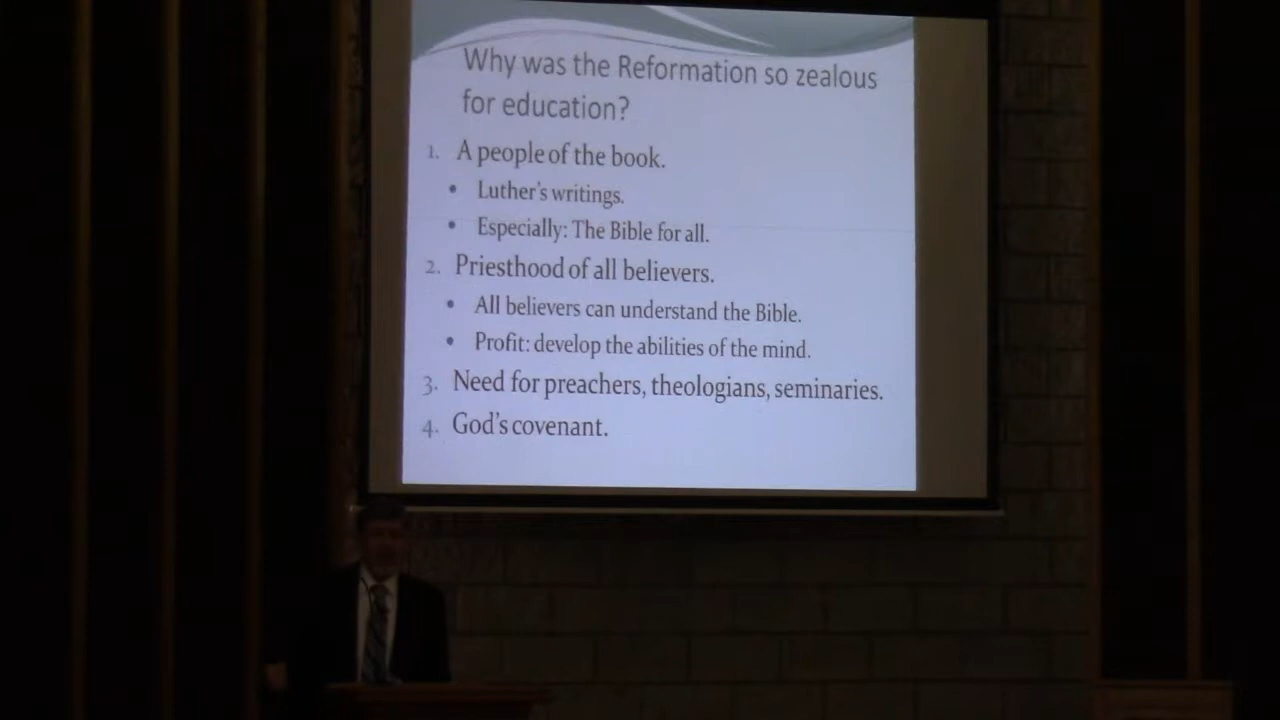 Why was the Reformation so zealous
for education?
1. A people of the book.
• Luther's writings.
• Especially: The Bible for all.
2. Priesthood of all believers.
• All believers can understand the Bible.
• Profit: develop the abilities of the mind.
3. Need for preachers, theologians, seminaries.
4. God's covenant.